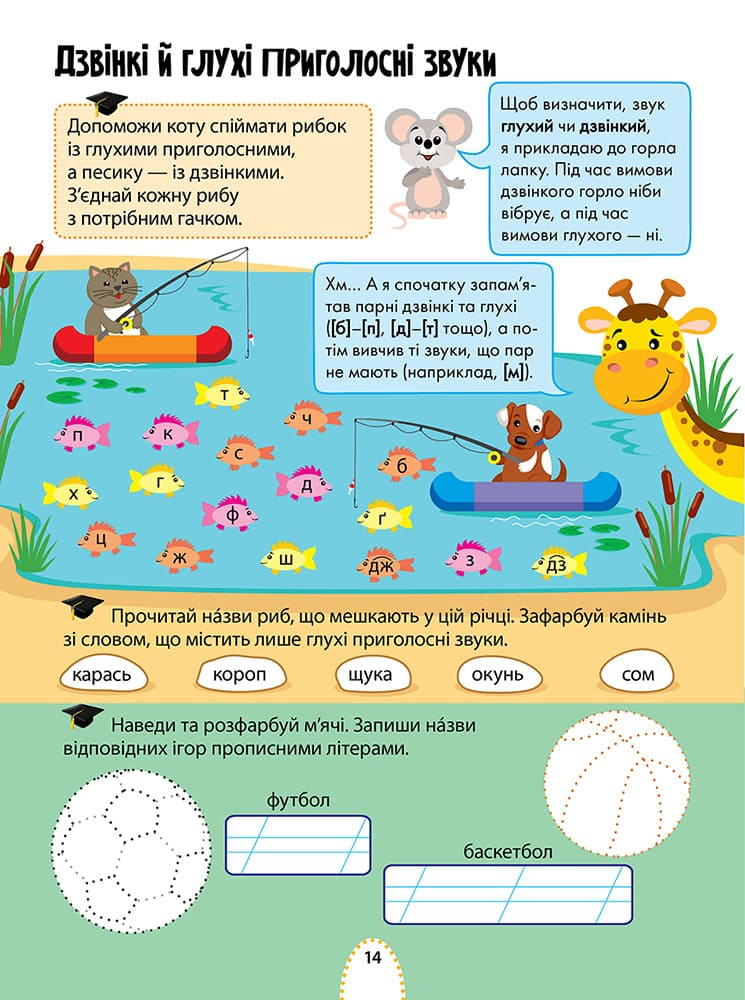 Дзвінкі й глухі приголосні звуки
Допоможи коту спіймати рибок
із глухими приголосними,
а песику — із дзвінкими.
З’єднай кожну рибу
з потрібним гачком.
Щоб визначити, звук
глухий чи дзвінкий,
я прикладаю до горла
лапку. Під час вимови
дзвінкого горло ніби
вібрує, а під час
вимови глухого — ні.
Хм... А я спочатку запам’я-
тав парні дзвінкі та глухі
([б]–[п], [д]–[т] тощо), а по-
тім вивчив ті звуки, що пар
не мають (наприклад, [м]).
т
ч
п
к
с
б
х
г
д
ф
ґ
ц
ж
ш
дж
з
дз
Прочитай на́зви риб, що мешкають у цій річці. Зафарбуй камінь
зі словом, що містить лише глухі приголосні звуки.
карась
короп
щука
окунь
сом
Наведи та розфарбуй м’ячі. Запиши на́зви
відповідних ігор прописними літерами.
футбол
баскетбол
14